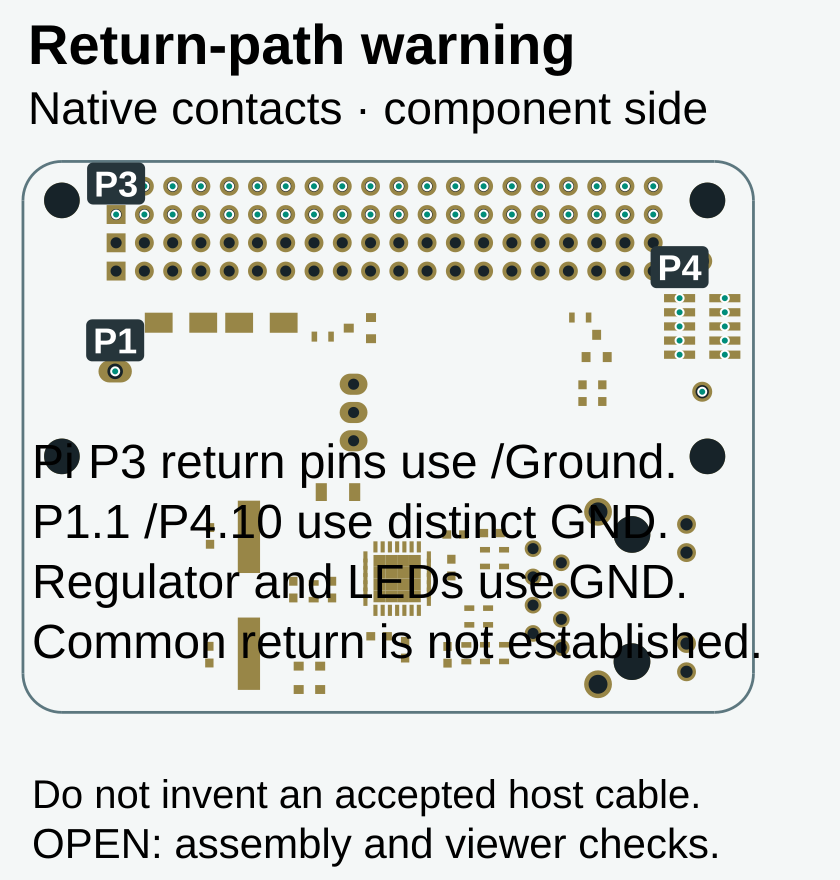 Return-path warning
Native contacts · component side
P3
P4
P1
Pi P3 return pins use /Ground.
P1.1 /P4.10 use distinct GND.
Regulator and LEDs use GND.
Common return is not established.
Do not invent an accepted host cable.
OPEN: assembly and viewer checks.